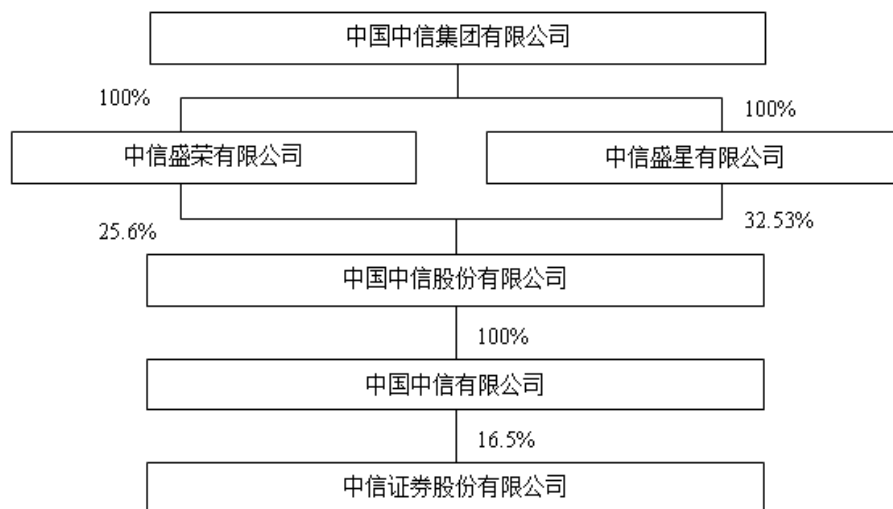 中国中信集团有限公司
100%
100%
中信盛荣有限公司
中信盛星有限公司
25.6%
32.53%
中国中信股份有限公司
100%
中国中信有限公司
16.5%
中信证券股份有限公司